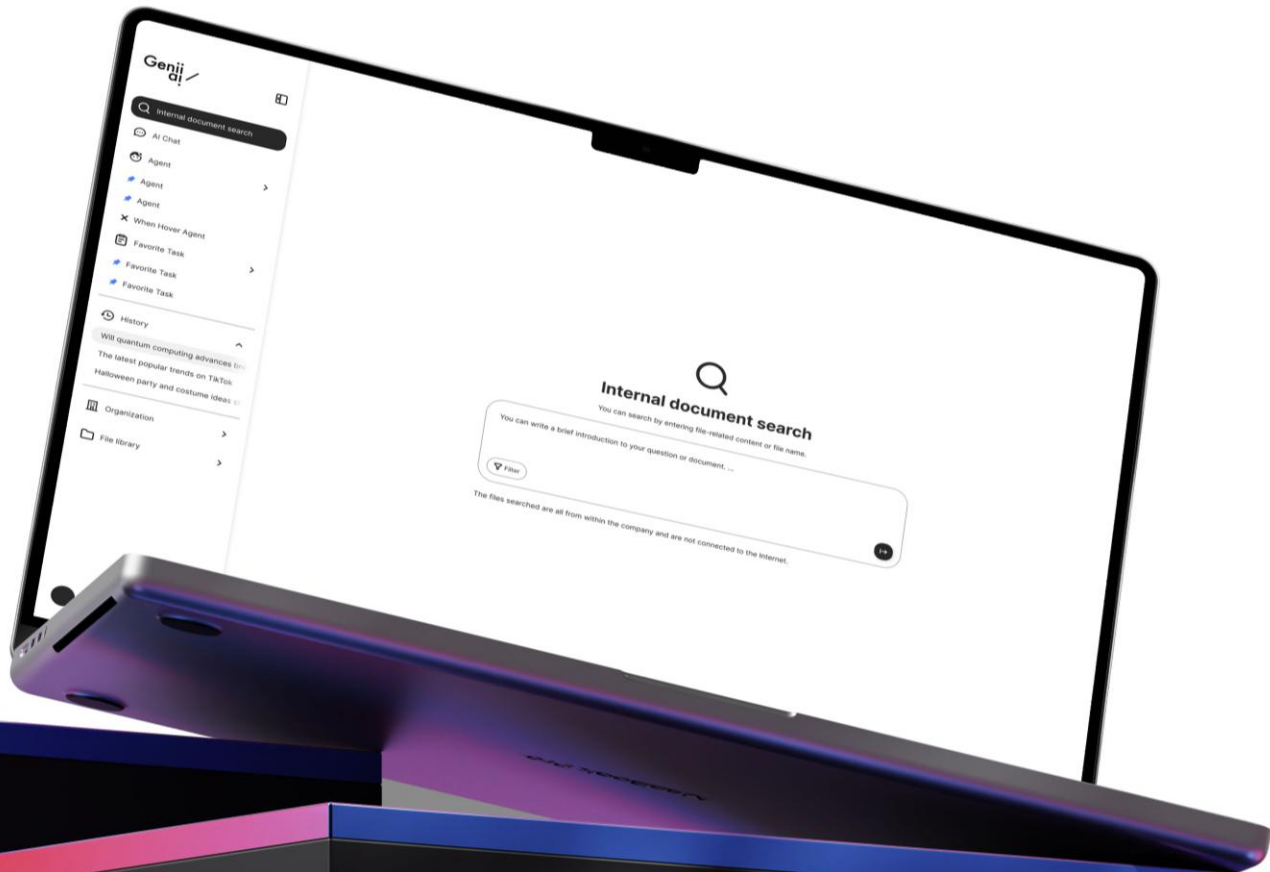 Genii
ai
Internal document search
AI Chat
Agent
Agent
Agent
When Hover Agent
Favorite Task
Favorite Task
Favorite Task
History
Will quantum computing advances
The latest popular trends on TikTok
Halloween party and costume ideas
Organization
File library
Internal document search
You can search by entering file-related content or file name.
You can write a brief introduction to your question or document. ...
Filter
The files searched are all from within the company and are not connected to the Internet.
MacBook Pro